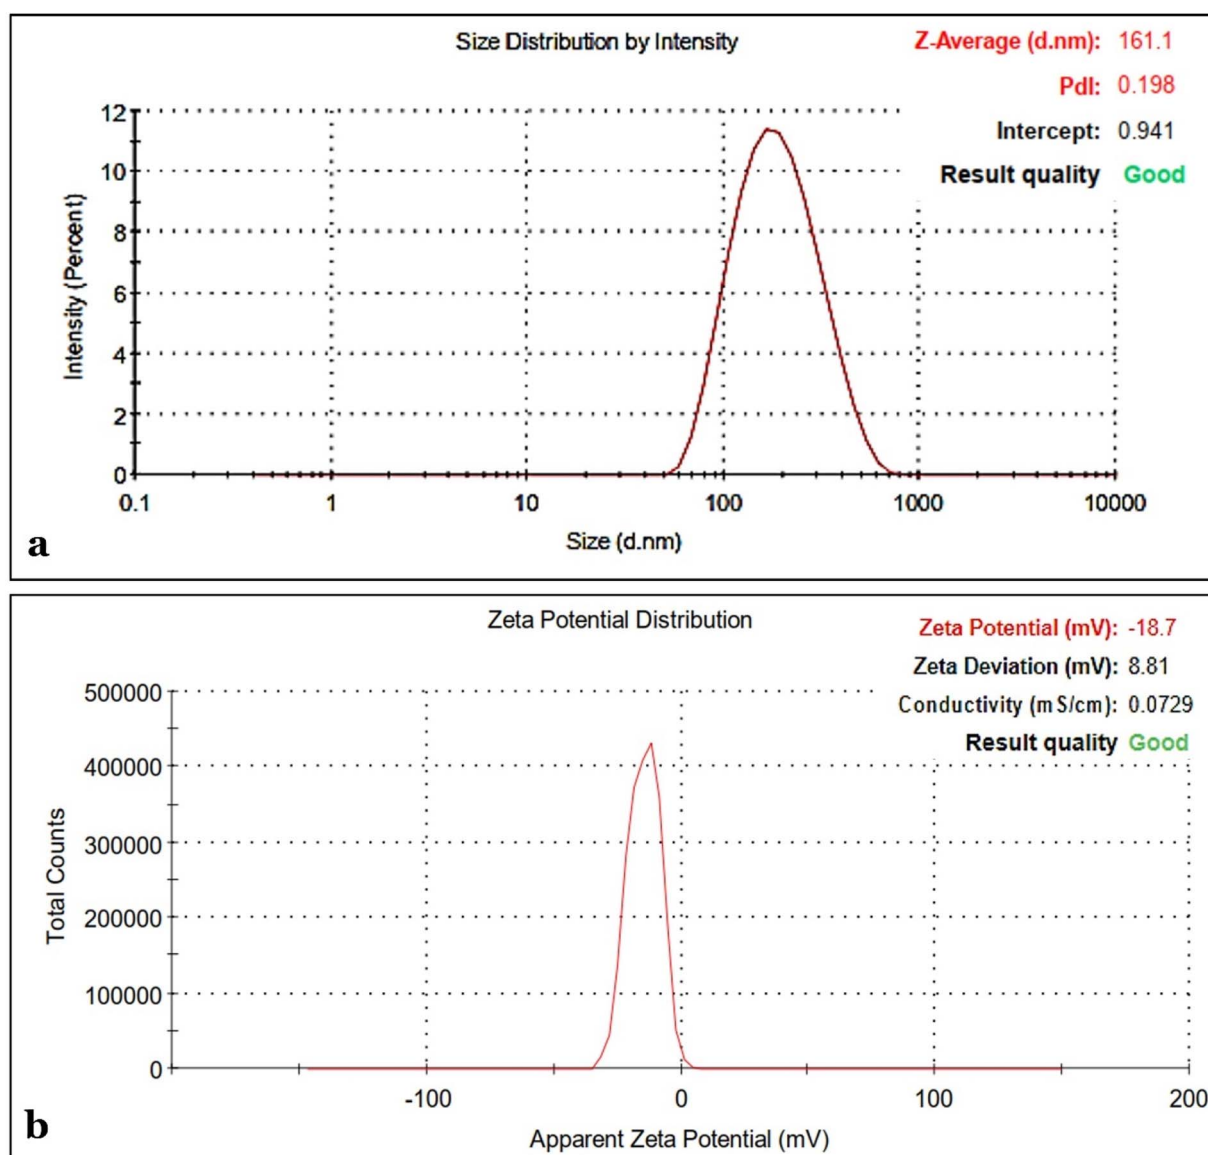 Size Distribution by Intensity
Z-Average (d.nm): 161.1
PdI: 0.198
Intercept: 0.941
Result quality Good
Intensity (Percent)
12
10
8
6
4
2
0
0.1 1 10 100 1000 10000
Size (d.nm)
a
Zeta Potential Distribution
Zeta Potential (mV): -18.7
Zeta Deviation (mV): 8.81
Conductivity (mS/cm): 0.0729
Result quality Good
Total Counts
500000
400000
300000
200000
100000
0
-100 0 100 200
Apparent Zeta Potential (mV)
b